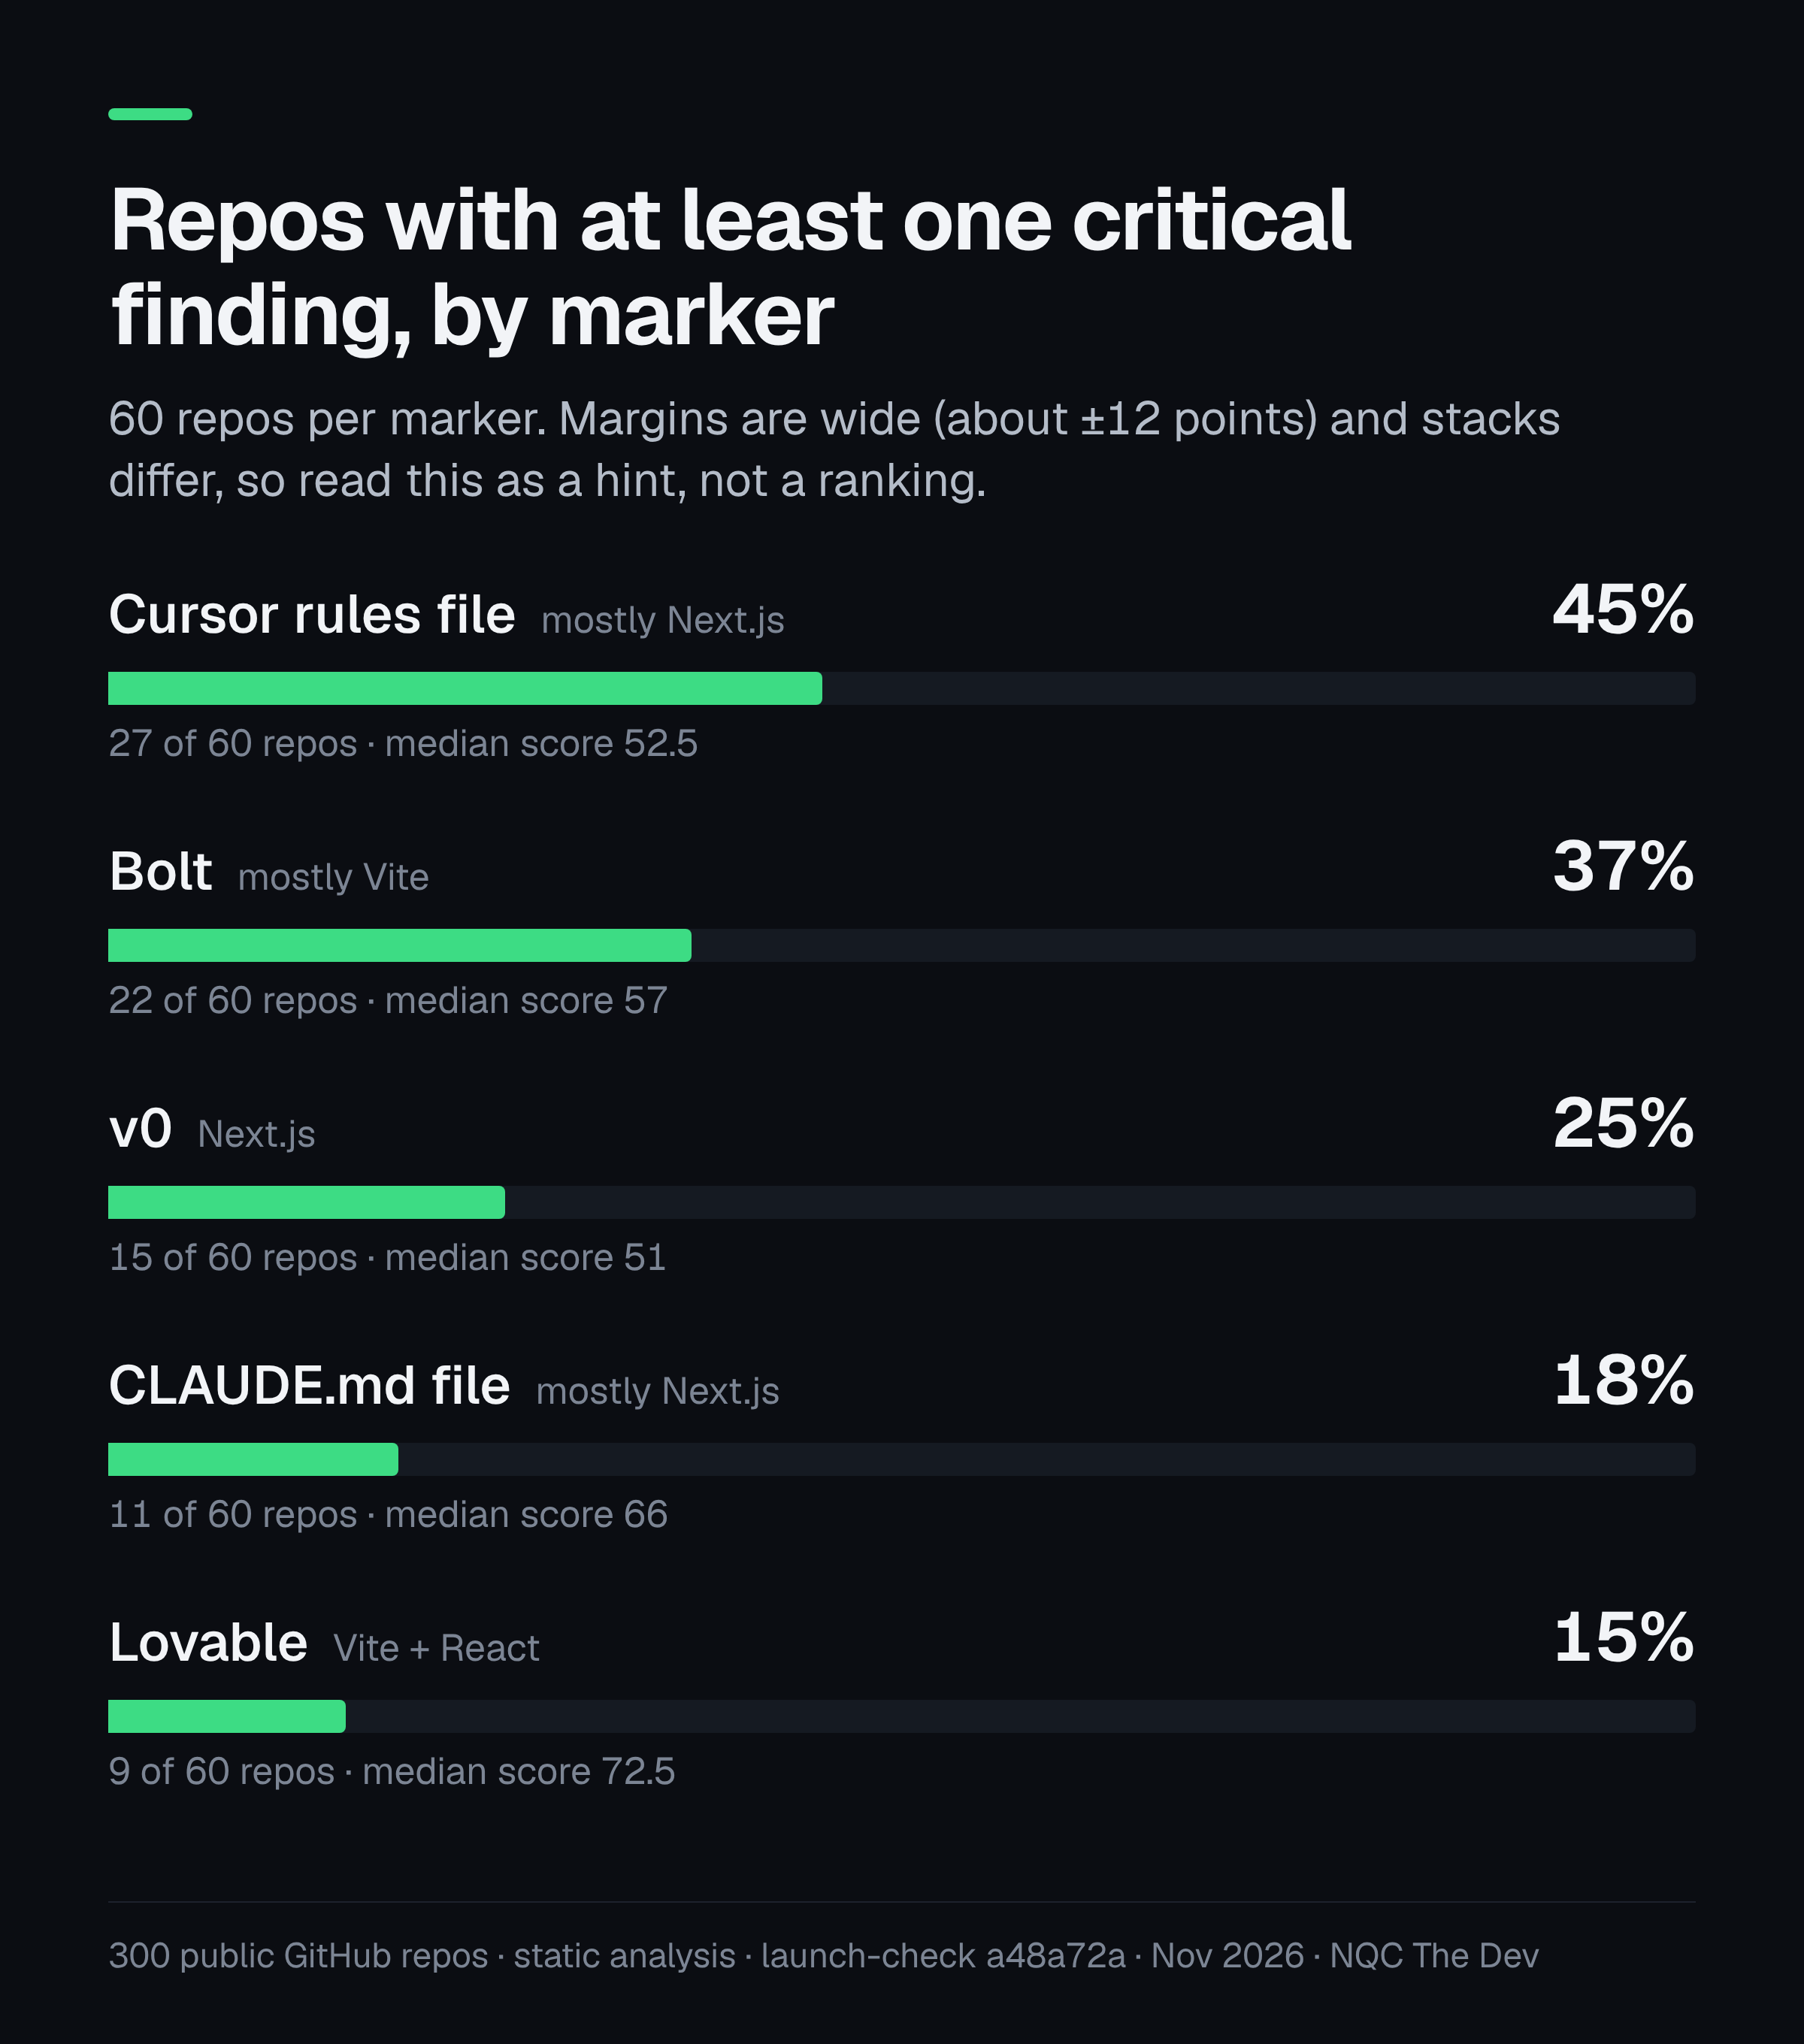 Repos with at least one critical
finding, by marker
60 repos per marker. Margins are wide (about ±12 points) and stacks
differ, so read this as a hint, not a ranking.
Cursor rules file mostly Next.js 45%
27 of 60 repos · median score 52.5
Bolt mostly Vite 37%
22 of 60 repos · median score 57
v0 Next.js 25%
15 of 60 repos · median score 51
CLAUDE.md file mostly Next.js 18%
11 of 60 repos · median score 66
Lovable Vite + React 15%
9 of 60 repos · median score 72.5
300 public GitHub repos · static analysis · launch-check a48a72a · Nov 2026 · NQC The Dev